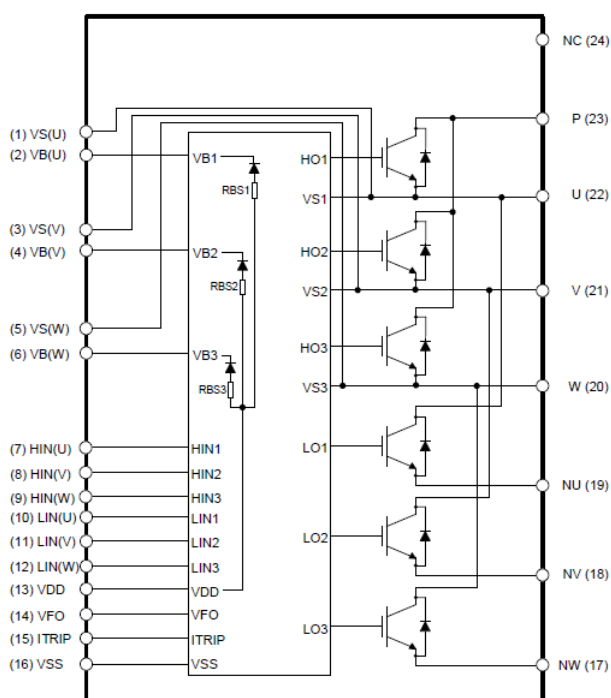 NC (24)
P (23)
(1) VS(U)
(2) VB(U)
VB1
HO1
RBS1
VS1
U (22)
(3) VS(V)
(4) VB(V)
VB2
HO2
RBS2
VS2
V (21)
(5) VS(W)
(6) VB(W)
VB3
HO3
RBS3
VS3
W (20)
(7) HIN(U)
HIN1
LO1
(8) HIN(V)
HIN2
NU (19)
(9) HIN(W)
HIN3
(10) LIN(U)
LIN1
(11) LIN(V)
LIN2
LO2
(12) LIN(W)
LIN3
NV (18)
(13) VDD
VDD
(14) VFO
VFO
LO3
(15) ITRIP
ITRIP
(16) VSS
VSS
NW (17)